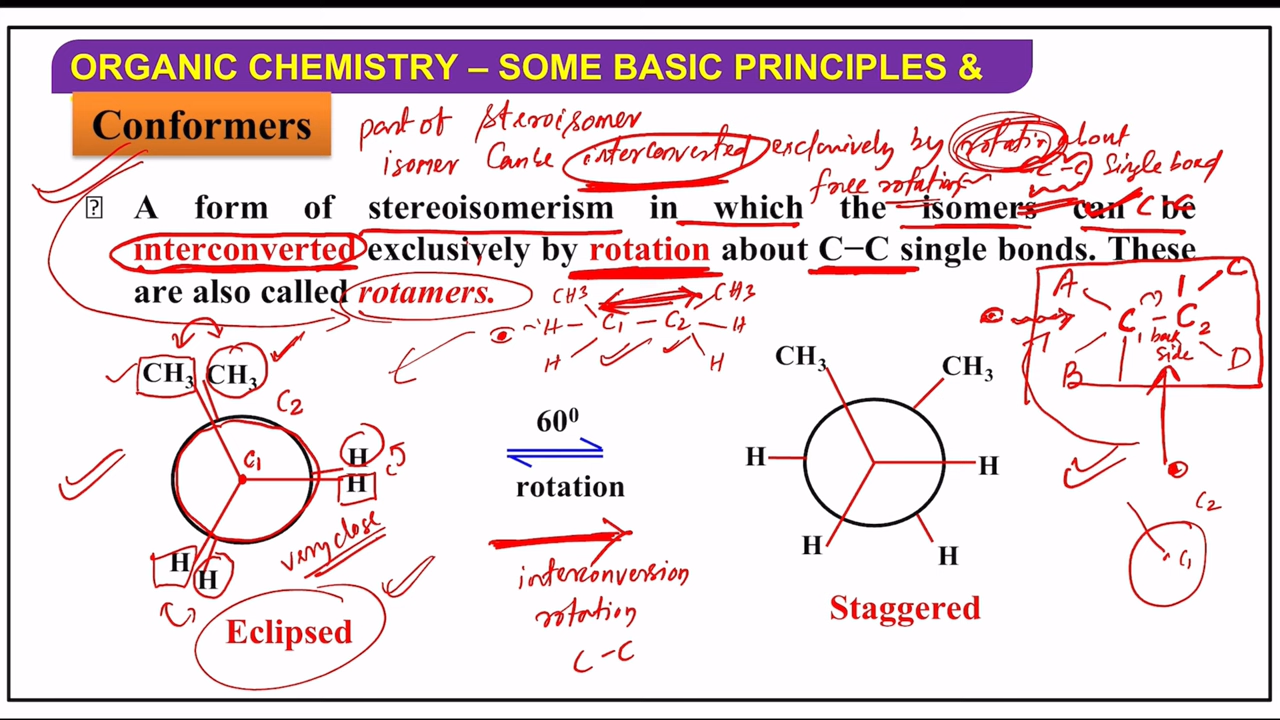 ORGANIC CHEMISTRY – SOME BASIC PRINCIPLES &
Conformers
part of steroisomer
isomer Can be interconverted exclusively by rotation about
free rotation C-C single bond
A form of stereoisomerism in which the isomers can be
C-C
interconverted exclusively by rotation about C−C single bonds. These
are also called rotamers.
CH3 CH3
H C1 — C2 H
H H
A C
C1 – C2
back
side
B D
CH3 CH3
C2
C1
H
H
H
H
very close
Eclipsed
60⁰
rotation
interconversion
rotation
C-C
CH3
CH3
H
H
H
H
Staggered
C2
C1